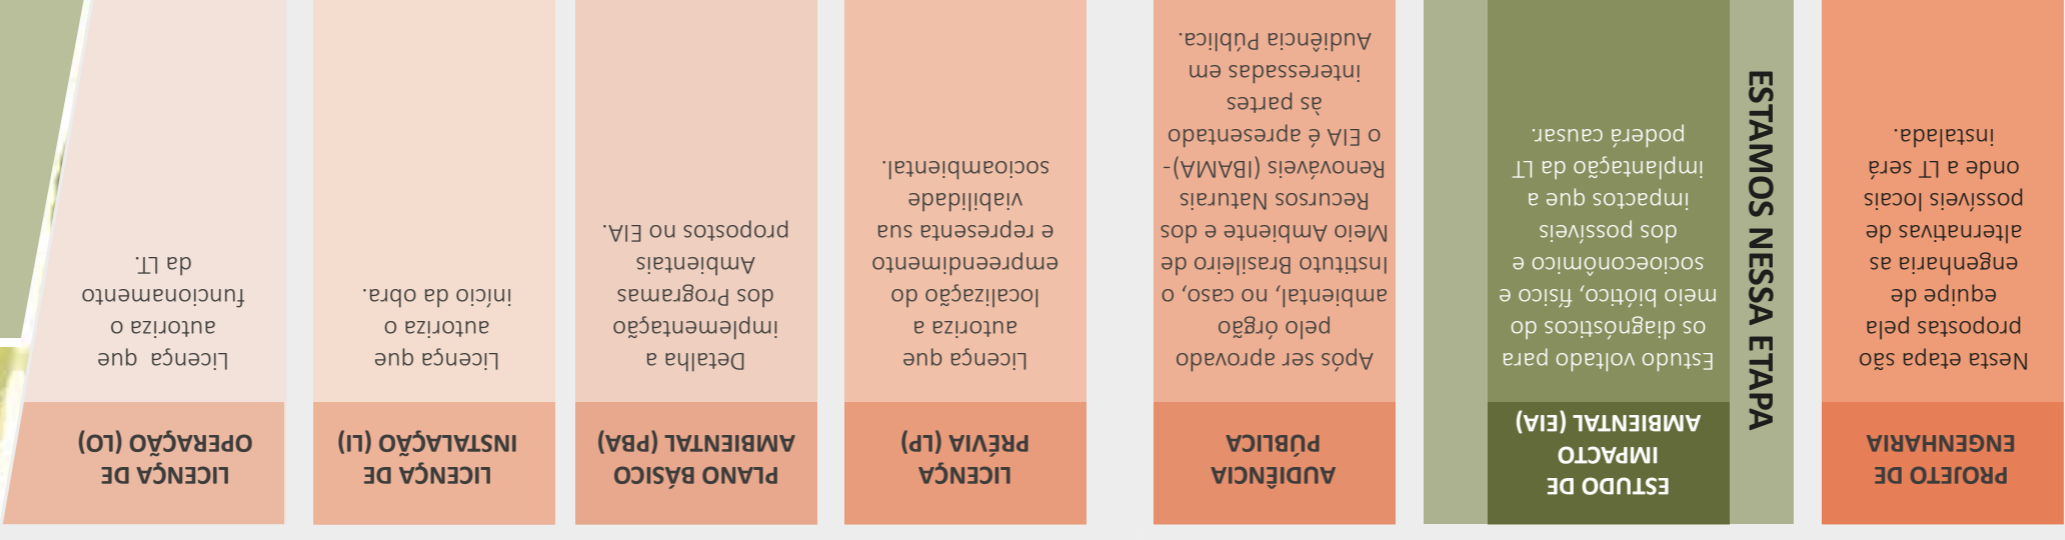 PROJETO DE
ENGENHARIA
Nesta etapa são
propostas pela
equipe de
engenharia as
alternativas de
possíveis locais
onde a LT será
instalada.
ESTAMOS NESSA ETAPA
ESTUDO DE
IMPACTO
AMBIENTAL (EIA)
Estudo voltado para
os diagnósticos do
meio biótico, físico e
socioeconômico e
dos possíveis
impactos que a
implantação da LT
poderá causar.
AUDIÊNCIA
PÚBLICA
Após ser aprovado
pelo órgão
ambiental, no caso, o
Instituto Brasileiro de
Meio Ambiente e dos
Recursos Naturais
Renováveis (IBAMA)-
o EIA é apresentado
às partes
interessadas em
Audiência Pública.
LICENÇA
PRÉVIA (LP)
Licença que
autoriza a
localização do
empreendimento
e representa sua
viabilidade
socioambiental.
PLANO BÁSICO
AMBIENTAL (PBA)
Detalha a
implementação
dos Programas
Ambientais
propostos no EIA.
LICENÇA DE
INSTALAÇÃO (LI)
Licença que
autoriza o
início da obra.
LICENÇA DE
OPERAÇÃO (LO)
Licença que
autoriza o
funcionamento
da LT.